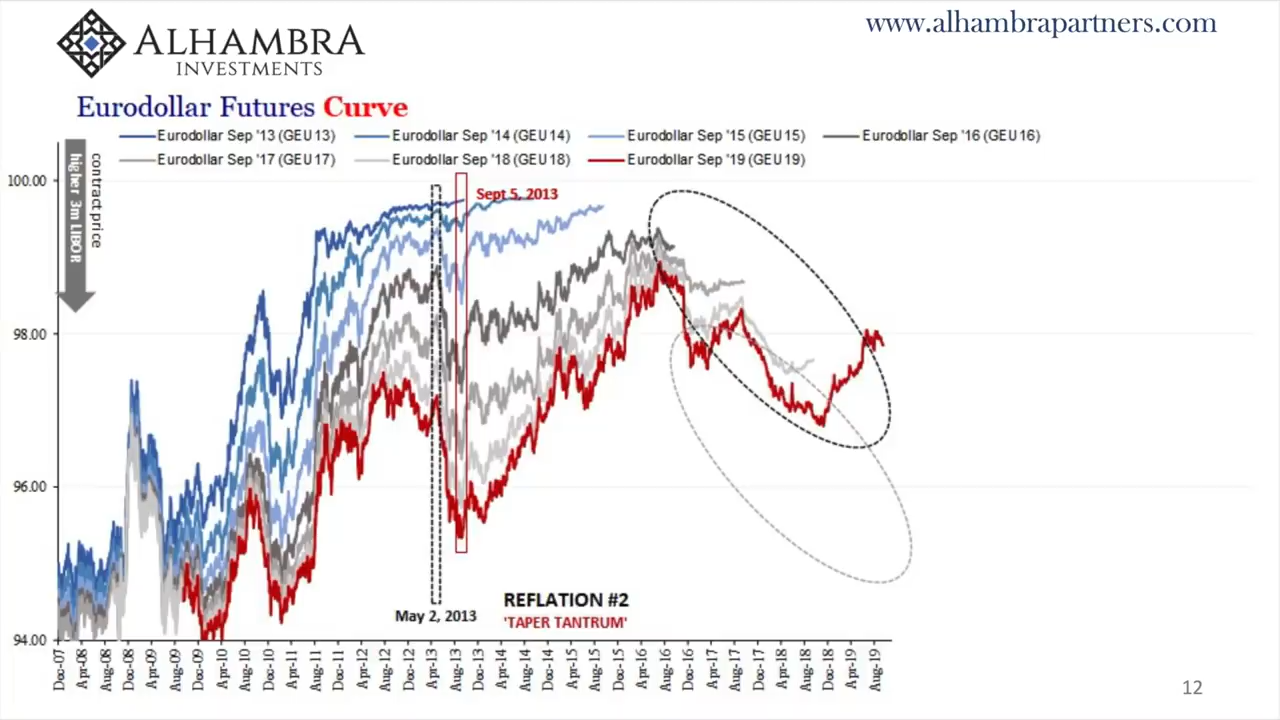 www.alhambrapartners.com
ALHAMBRA
INVESTMENTS
Eurodollar Futures Curve
Eurodollar Sep '13 (GEU13) Eurodollar Sep '14 (GEU14) Eurodollar Sep '15 (GEU15) Eurodollar Sep '16 (GEU16)
Eurodollar Sep '17 (GEU17) Eurodollar Sep '18 (GEU18) Eurodollar Sep '19 (GEU19)
contract price
higher 3m LIBOR
100.00
98.00
96.00
94.00
Sept 5, 2013
May 2, 2013
REFLATION #2
'TAPER TANTRUM'
Dec-07 Apr-08 Aug-08 Dec-08 Apr-09 Aug-09 Dec-09 Apr-10 Aug-10 Dec-10 Apr-11 Aug-11 Dec-11 Apr-12 Aug-12 Dec-12 Apr-13 Aug-13 Dec-13 Apr-14 Aug-14 Dec-14 Apr-15 Aug-15 Dec-15 Apr-16 Aug-16 Dec-16 Apr-17 Aug-17 Dec-17 Apr-18 Aug-18 Dec-18 Apr-19 Aug-19
12